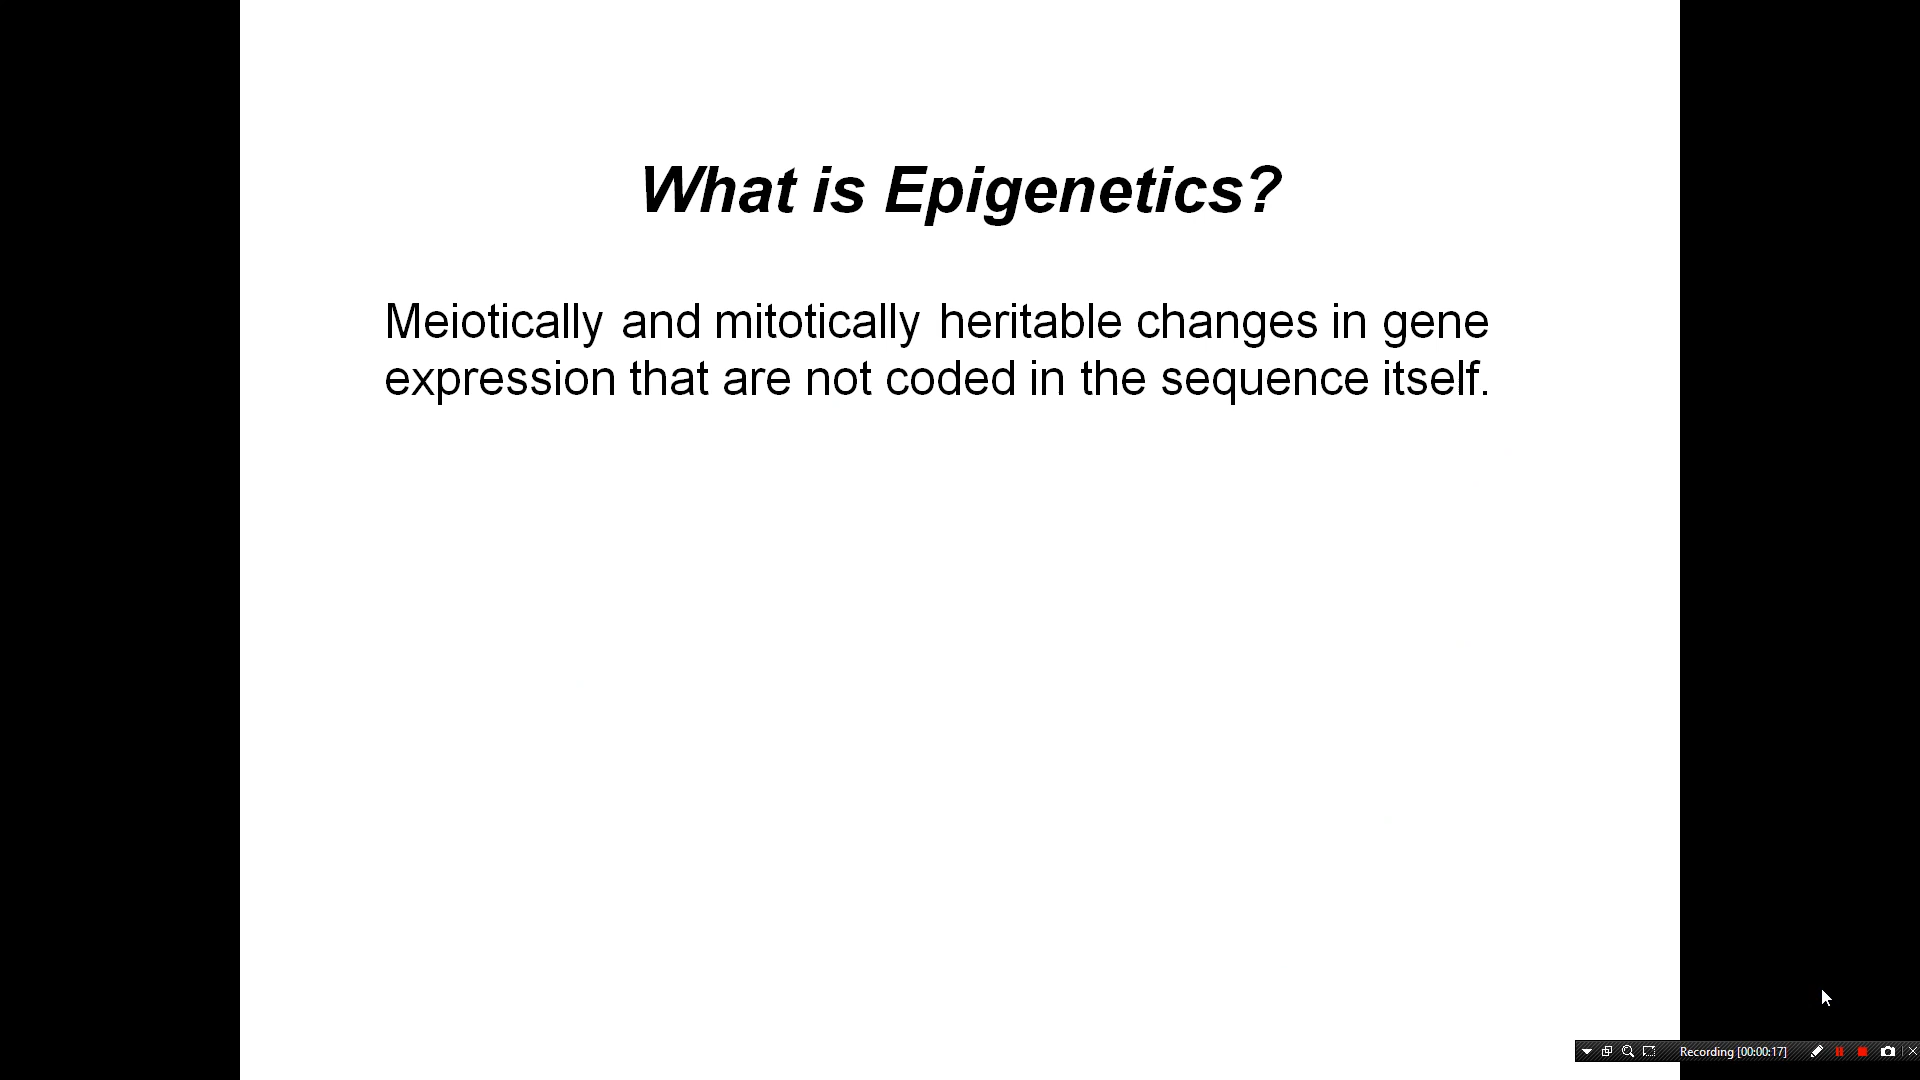 What is Epigenetics?
Meiotically and mitotically heritable changes in gene
expression that are not coded in the sequence itself.
Recording [00:00:17]